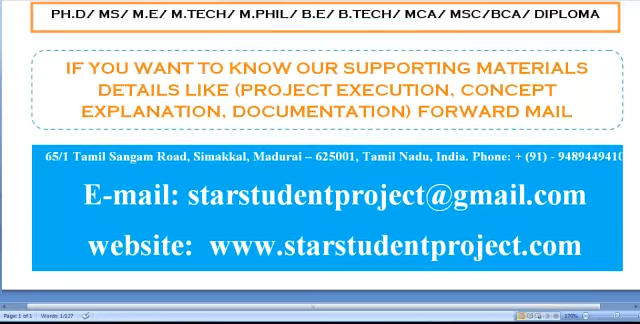 PH.D/ MS/ M.E/ M.TECH/ M.PHIL/ B.E/ B.TECH/ MCA/ MSC/BCA/ DIPLOMA
IF YOU WANT TO KNOW OUR SUPPORTING MATERIALS
DETAILS LIKE (PROJECT EXECUTION, CONCEPT
EXPLANATION, DOCUMENTATION) FORWARD MAIL
65/1 Tamil Sangam Road, Simakkal, Madurai – 625001, Tamil Nadu, India. Phone: + (91) - 9489449410
E-mail: starstudentproject@gmail.com
website: www.starstudentproject.com
Page: 1 of 1 Words: 1/127 170%